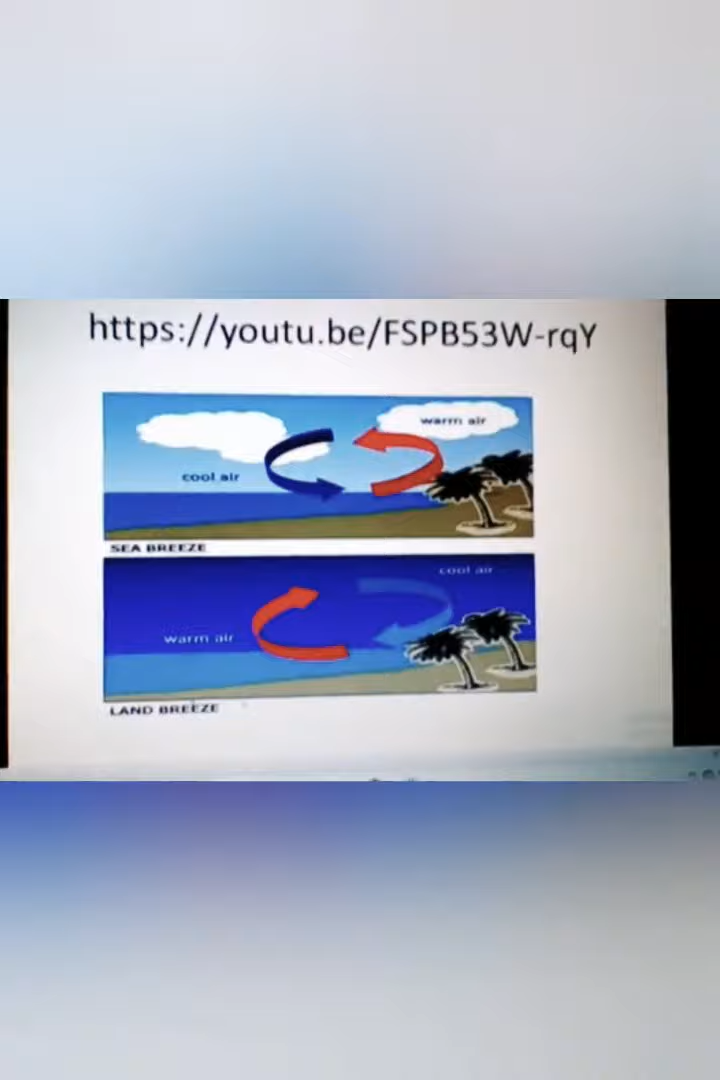 https://youtu.be/FSPB53W-rqY
warm air
cool air
SEA BREEZE
cool air
warm air
LAND BREEZE